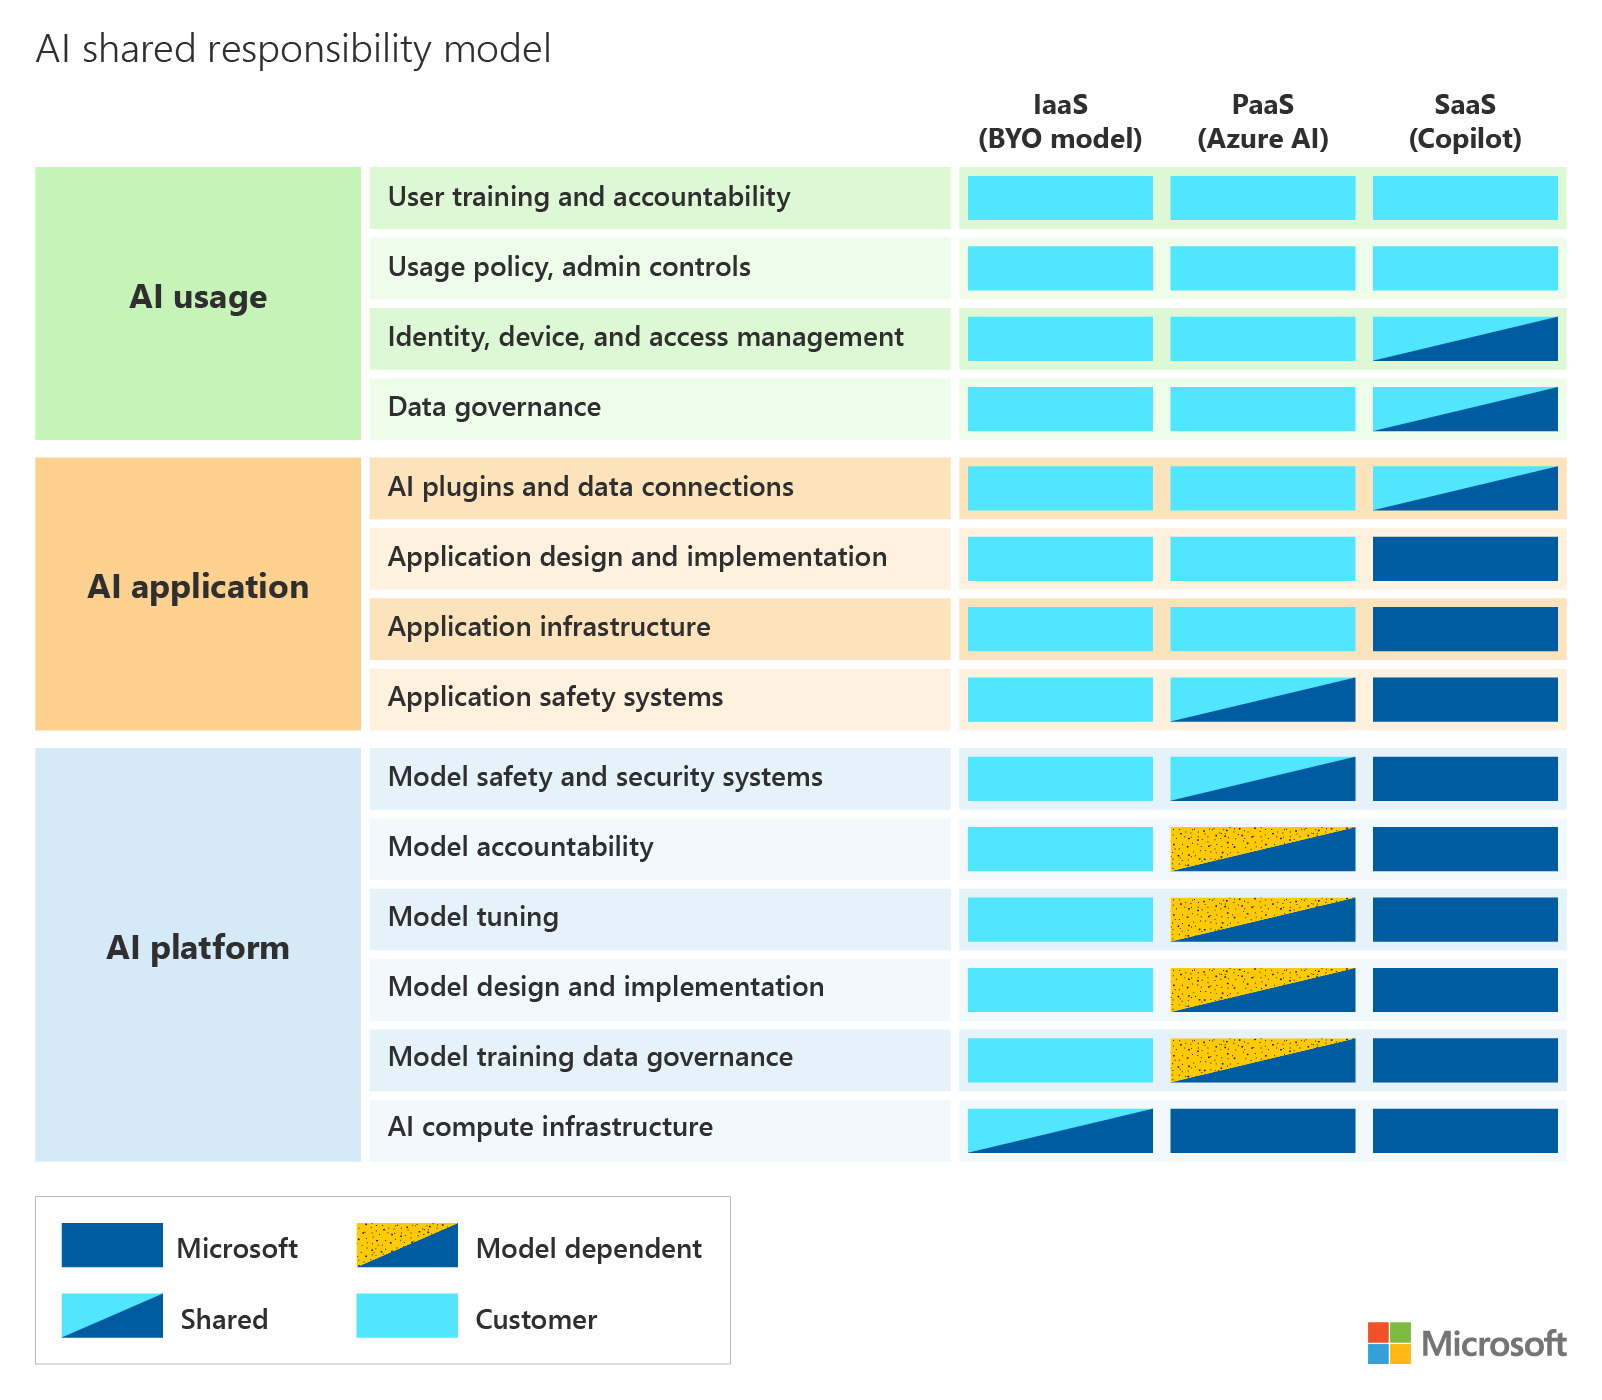 AI shared responsibility model
IaaS
(BYO model)
PaaS
(Azure AI)
SaaS
(Copilot)
AI usage
User training and accountability
Usage policy, admin controls
Identity, device, and access management
Data governance
AI application
AI plugins and data connections
Application design and implementation
Application infrastructure
Application safety systems
AI platform
Model safety and security systems
Model accountability
Model tuning
Model design and implementation
Model training data governance
AI compute infrastructure
Microsoft
Model dependent
Shared
Customer
Microsoft